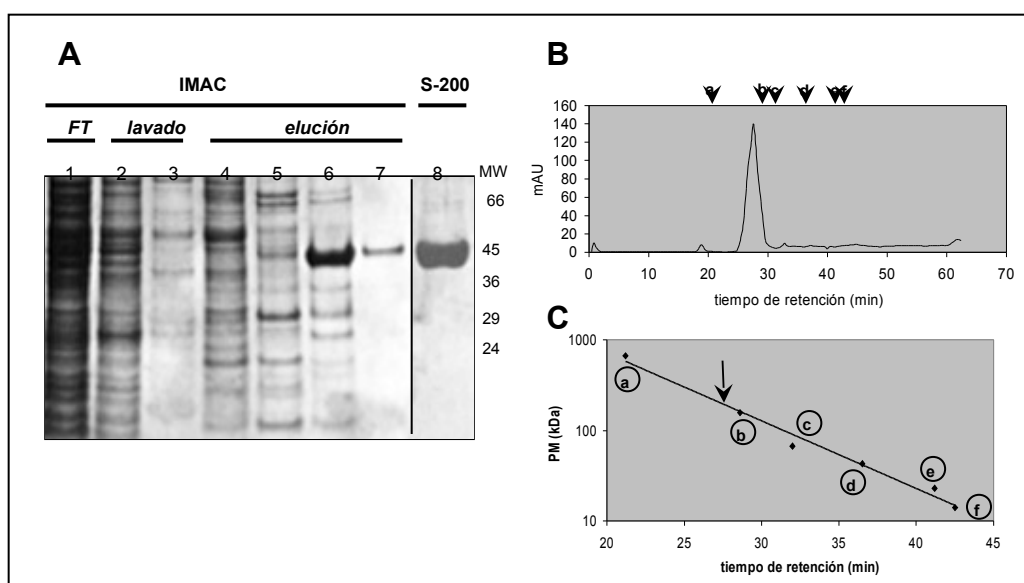 A
IMAC
S-200
FT
lavado
elución
1 2 3 4 5 6 7 MW 8
66
45
36
29
24
B
a b c d e f
160
140
120
100
80
60
40
20
0
mAU
0 10 20 30 40 50 60 70
tiempo de retención (min)
C
1000
100
10
PM (kDa)
a
b
c
d
e
f
20 25 30 35 40 45
tiempo de retención (min)